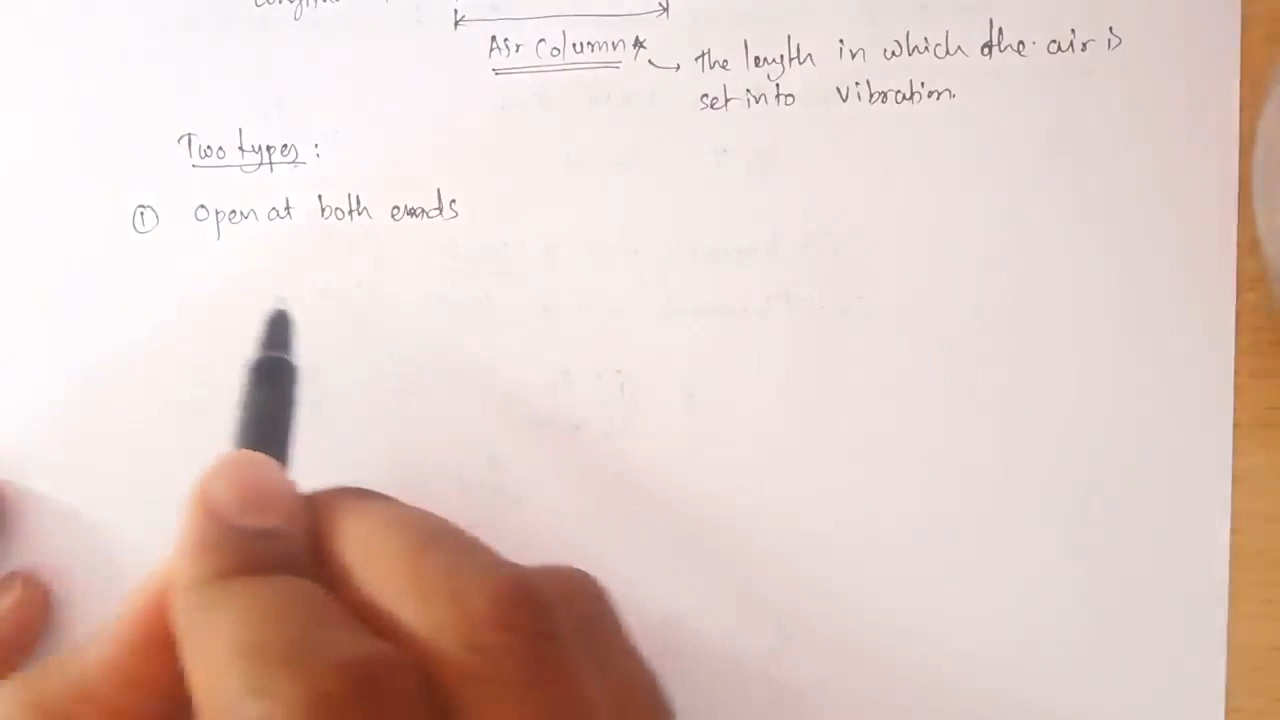 Air Column
the length in which the air is
set into vibration.
Two types :
① Open at both ends